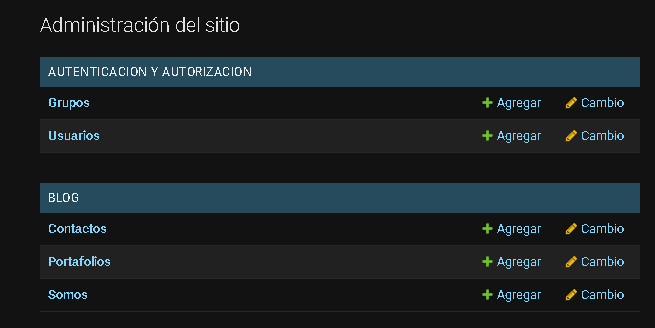 Administración del sitio
AUTENTICACION Y AUTORIZACION
Grupos Agregar Cambio
Usuarios Agregar Cambio
BLOG
Contactos Agregar Cambio
Portafolios Agregar Cambio
Somos Agregar Cambio